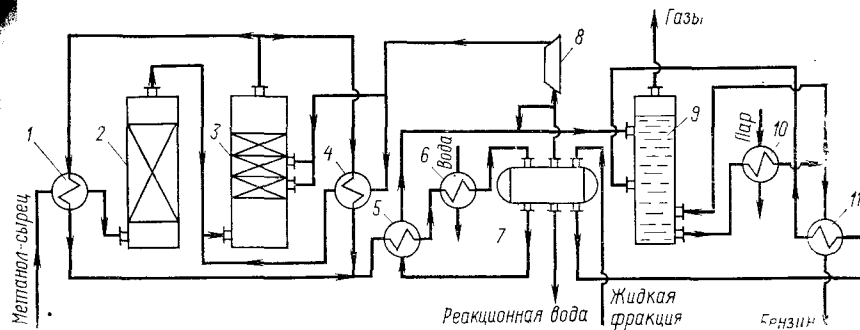 Газы
8
1
2
3
4
5
6
Вода
7
9
Пар
10
11
Метанол-сырец
Реакционная вода
Жидкая
фракция
Бензин